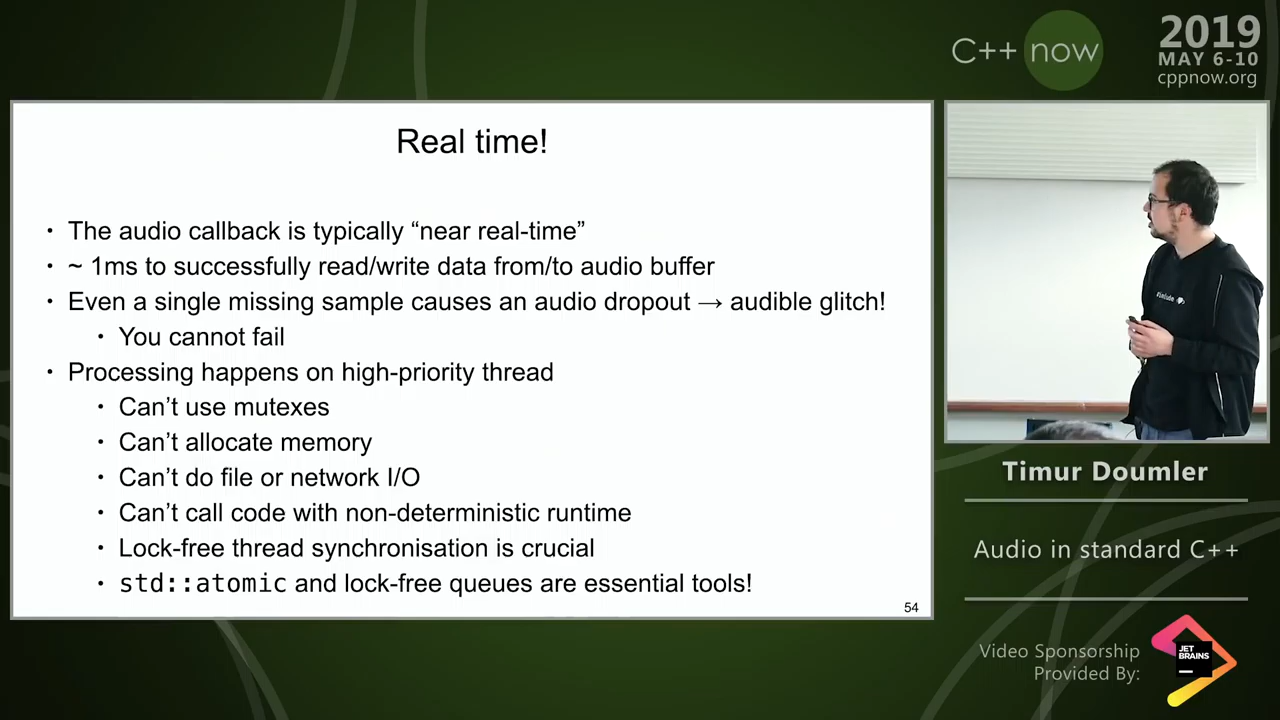 C++ now
2019
MAY 6-10
cppnow.org
Real time!
• The audio callback is typically “near real-time”
• ~ 1ms to successfully read/write data from/to audio buffer
• Even a single missing sample causes an audio dropout → audible glitch!
• You cannot fail
• Processing happens on high-priority thread
• Can’t use mutexes
• Can’t allocate memory
• Can’t do file or network I/O
• Can’t call code with non-deterministic runtime
• Lock-free thread synchronisation is crucial
• std::atomic and lock-free queues are essential tools!
54
Timur Doumler
Audio in standard C++
Video Sponsorship
Provided By:
JET
BRAINS